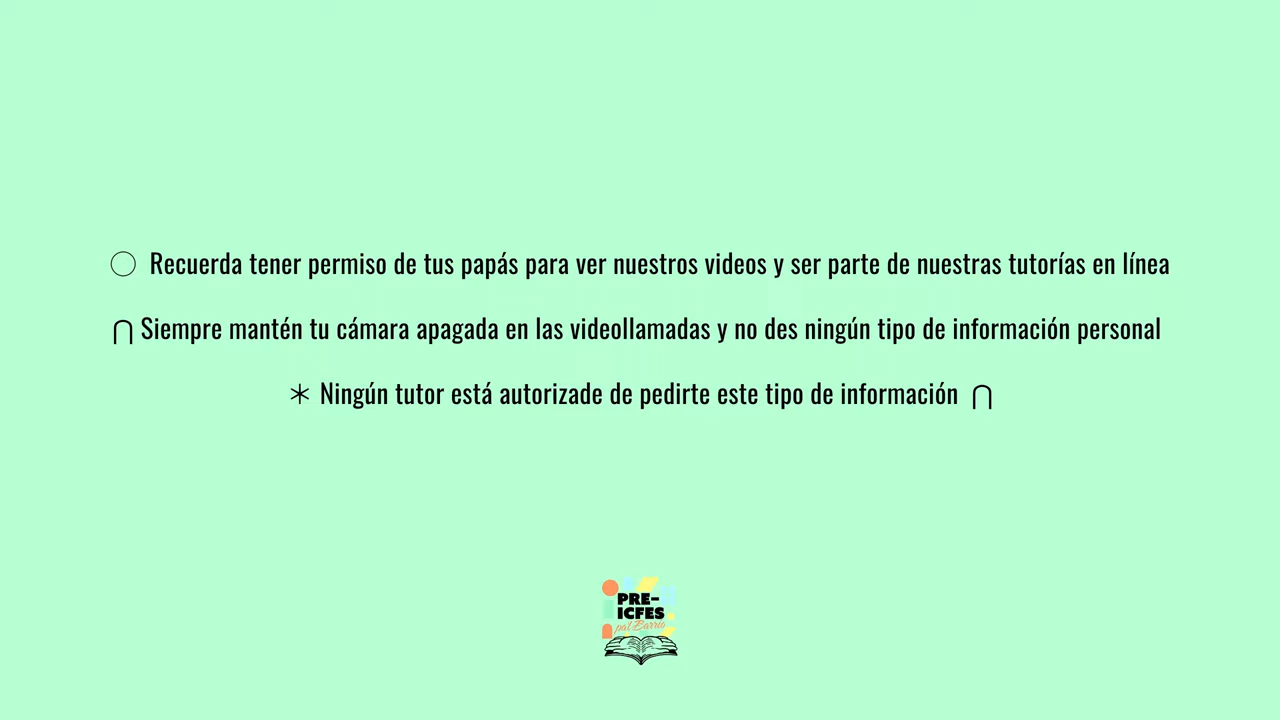 ◯ Recuerda tener permiso de tus papás para ver nuestros videos y ser parte de nuestras tutorías en línea
⋂ Siempre mantén tu cámara apagada en las videollamadas y no des ningún tipo de información personal
＊ Ningún tutor está autorizade de pedirte este tipo de información ⋂
PRE-
ICFES
pal Barrio